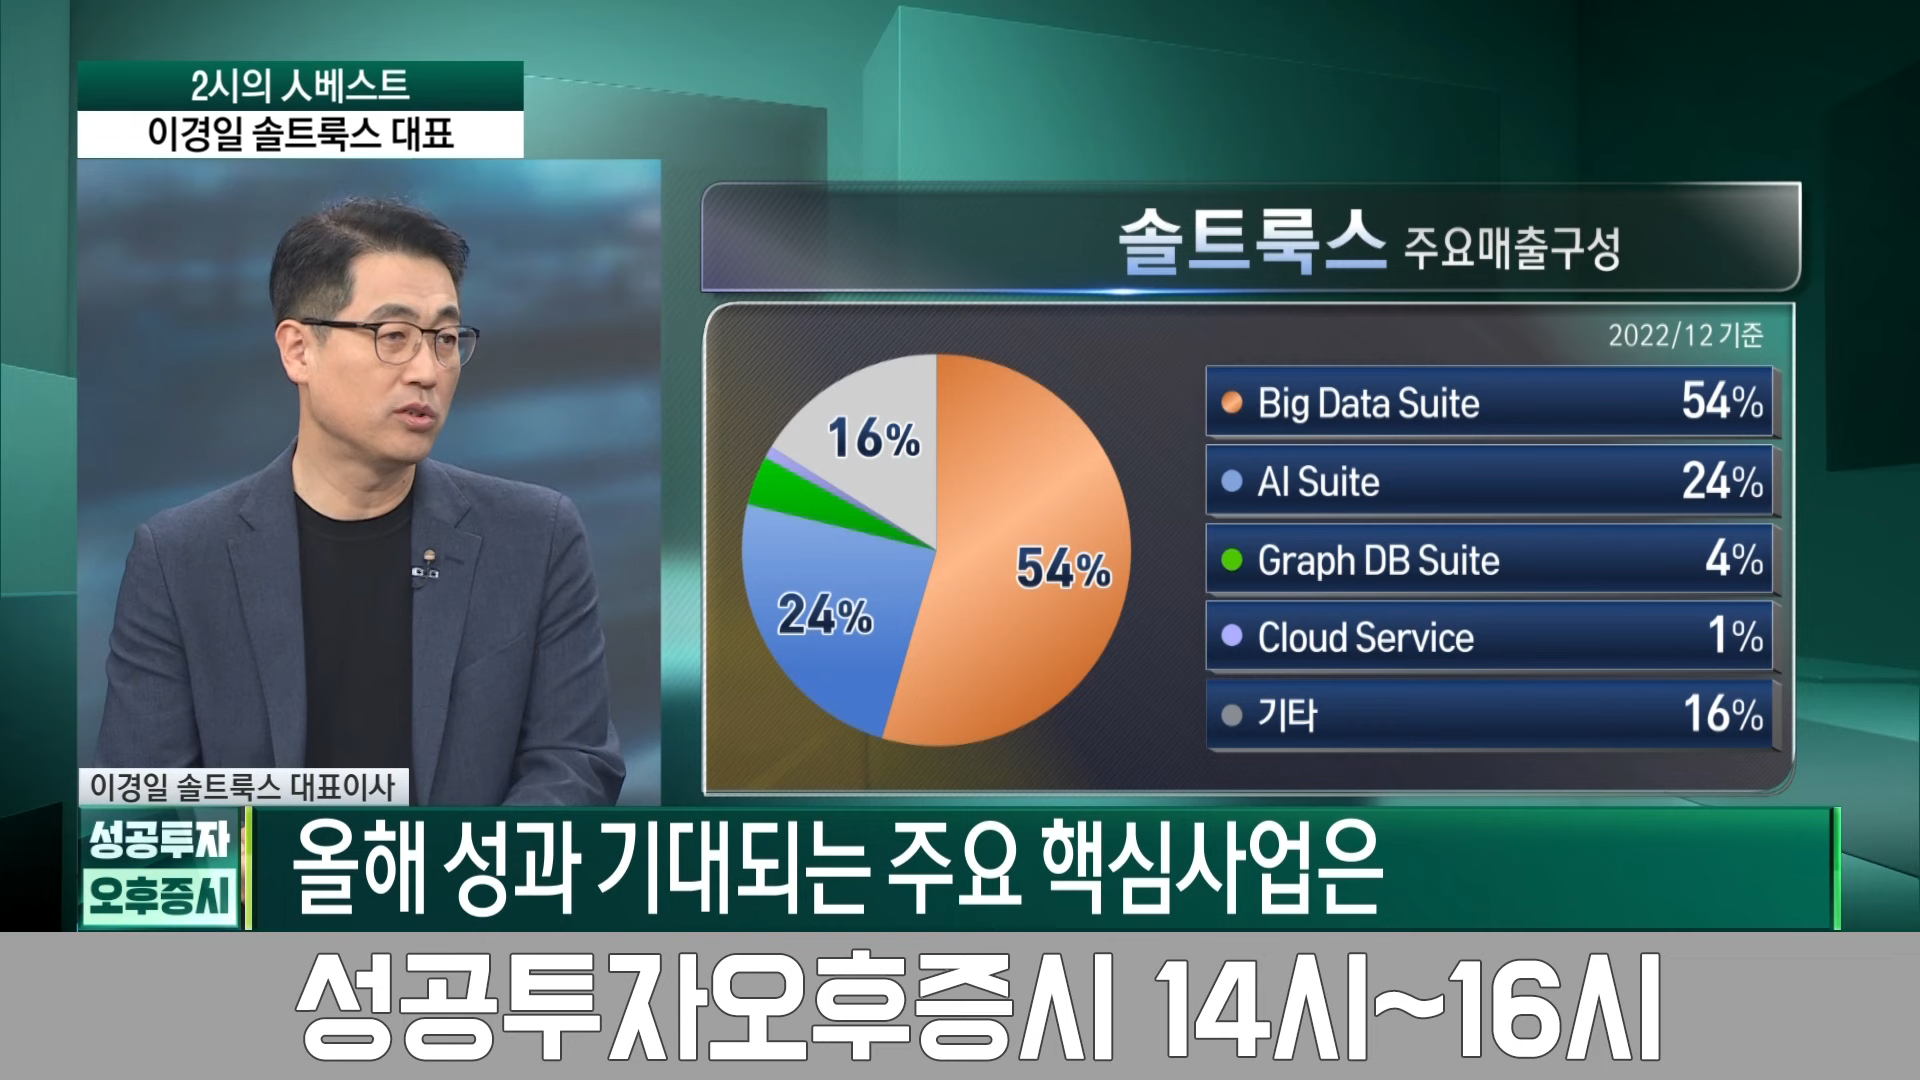 2시의 人베스트
이경일 솔트룩스 대표
솔트룩스 주요매출구성
2022/12 기준
16%
54%
24%
Big Data Suite 54%
AI Suite 24%
Graph DB Suite 4%
Cloud Service 1%
기타 16%
이경일 솔트룩스 대표이사
성공투자
오후증시
올해 성과 기대되는 주요 핵심사업은
성공투자오후증시 14시~16시